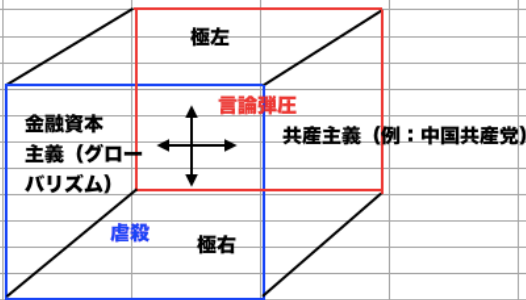 極左
言論弾圧
金融資本
主義（グロー
バリズム）
共産主義（例：中国共産党）
虐殺
極右